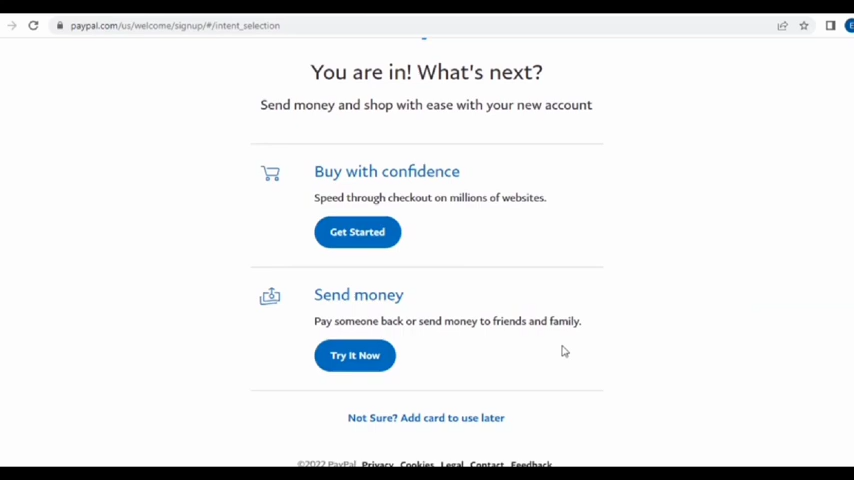 paypal.com/us/welcome/signup/#/intent_selection
E
You are in! What's next?
Send money and shop with ease with your new account
Buy with confidence
Speed through checkout on millions of websites.
Get Started
Send money
Pay someone back or send money to friends and family.
Try It Now
Not Sure? Add card to use later
©2022 PayPal Privacy Cookies Legal Contact Feedback